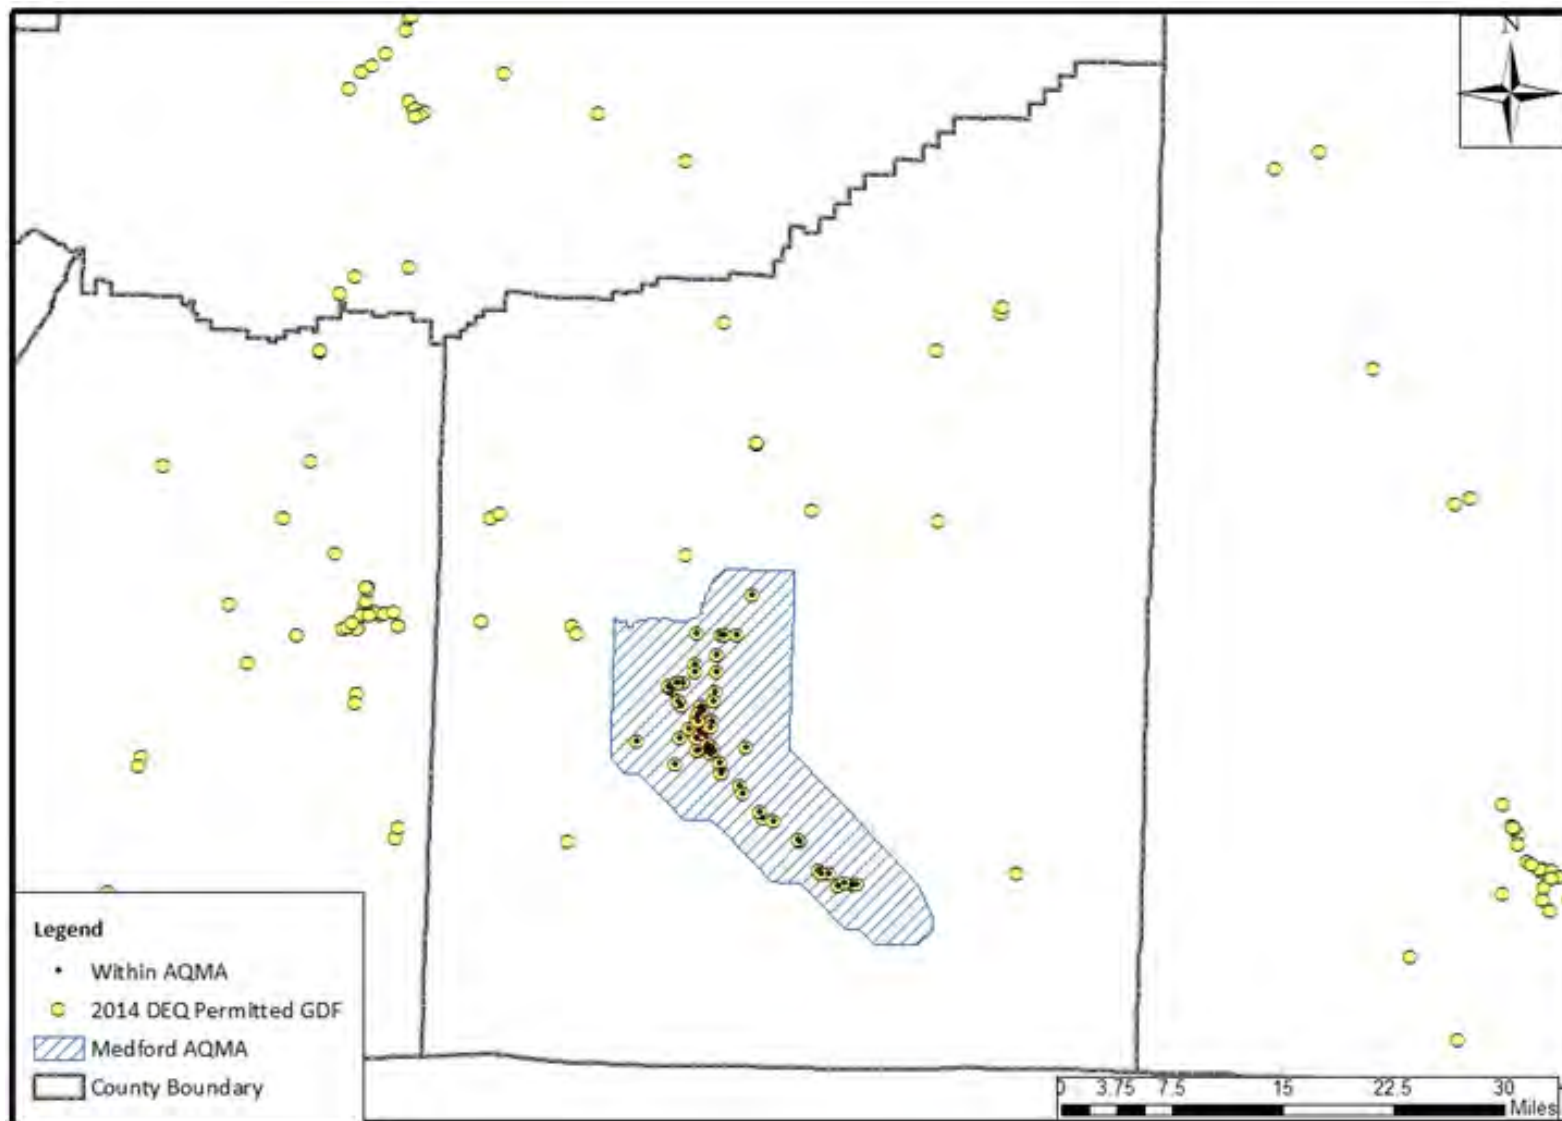 N
Legend
Within AQMA
2014 DEQ Permitted GDF
Medford AQMA
County Boundary
0 3.75 7.5 15 22.5 30
Miles